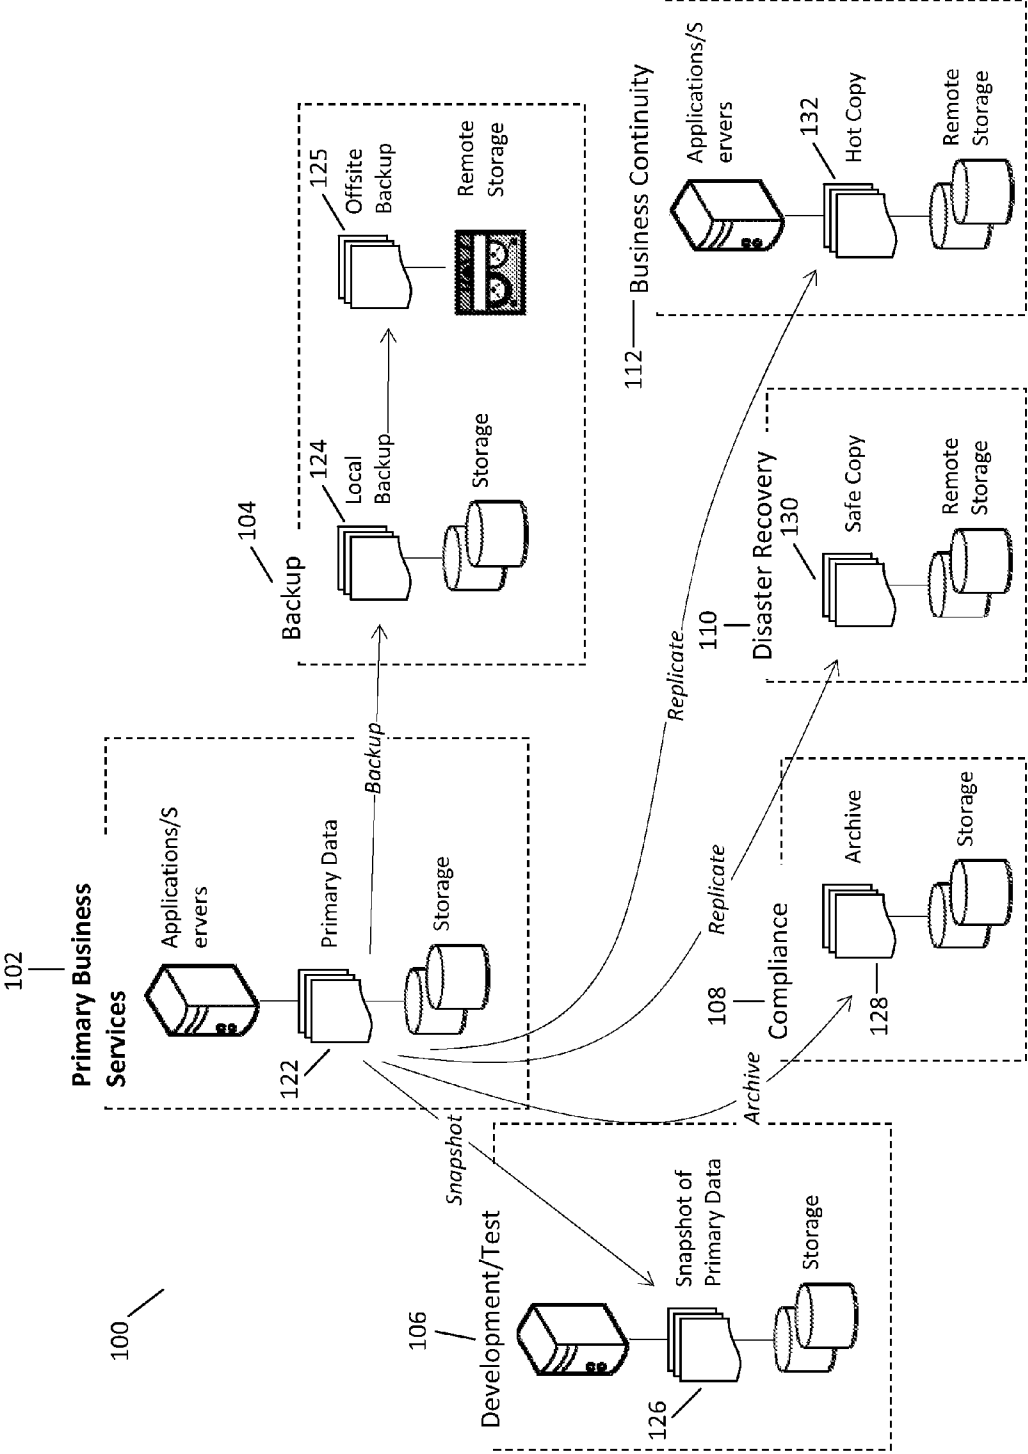 100
102
Primary Business
Services
Applications/S
ervers
122
Primary Data
Storage
Backup
104
Backup
124
Local
Backup
Storage
125
Offsite
Backup
Remote
Storage
Snapshot
106
Development/Test
126
Snapshot of
Primary Data
Storage
Archive
108
Compliance
128
Archive
Storage
Replicate
110
Disaster Recovery
130
Safe Copy
Remote
Storage
Replicate
112
Business Continuity
Applications/S
ervers
132
Hot Copy
Remote
Storage